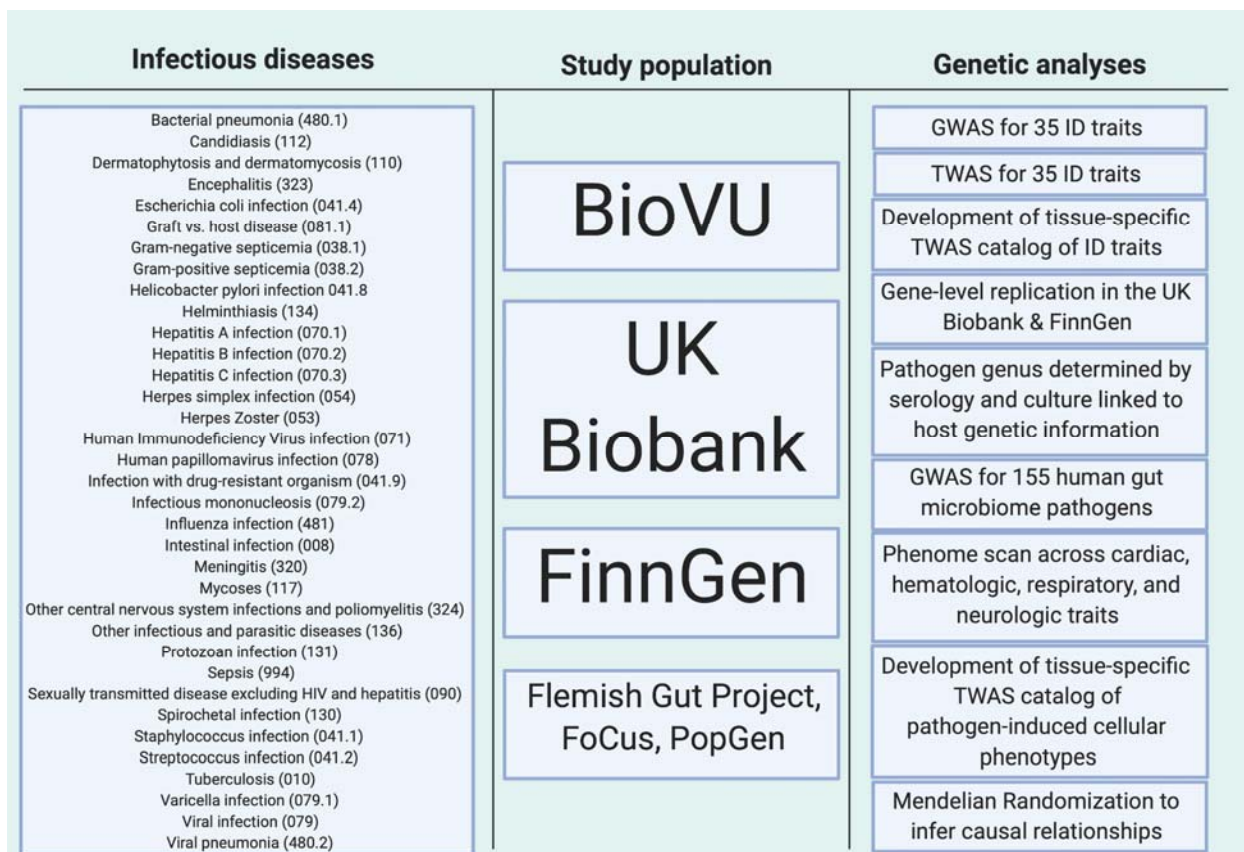 Infectious diseases
Bacterial pneumonia (480.1)
Candidiasis (112)
Dermatophytosis and dermatomycosis (110)
Encephalitis (323)
Escherichia coli infection (041.4)
Graft vs. host disease (081.1)
Gram-negative septicemia (038.1)
Gram-positive septicemia (038.2)
Helicobacter pylori infection 041.8
Helminthiasis (134)
Hepatitis A infection (070.1)
Hepatitis B infection (070.2)
Hepatitis C infection (070.3)
Herpes simplex infection (054)
Herpes Zoster (053)
Human Immunodeficiency Virus infection (071)
Human papillomavirus infection (078)
Infection with drug-resistant organism (041.9)
Infectious mononucleosis (079.2)
Influenza infection (481)
Intestinal infection (008)
Meningitis (320)
Mycoses (117)
Other central nervous system infections and poliomyelitis (324)
Other infectious and parasitic diseases (136)
Protozoan infection (131)
Sepsis (994)
Sexually transmitted disease excluding HIV and hepatitis (090)
Spirochetal infection (130)
Staphylococcus infection (041.1)
Streptococcus infection (041.2)
Tuberculosis (010)
Varicella infection (079.1)
Viral infection (079)
Viral pneumonia (480.2)
Study population
BioVU
UK
Biobank
FinnGen
Flemish Gut Project,
FoCus, PopGen
Genetic analyses
GWAS for 35 ID traits
TWAS for 35 ID traits
Development of tissue-specific
TWAS catalog of ID traits
Gene-level replication in the UK
Biobank & FinnGen
Pathogen genus determined by
serology and culture linked to
host genetic information
GWAS for 155 human gut
microbiome pathogens
Phenome scan across cardiac,
hematologic, respiratory, and
neurologic traits
Development of tissue-specific
TWAS catalog of
pathogen-induced cellular
phenotypes
Mendelian Randomization to
infer causal relationships